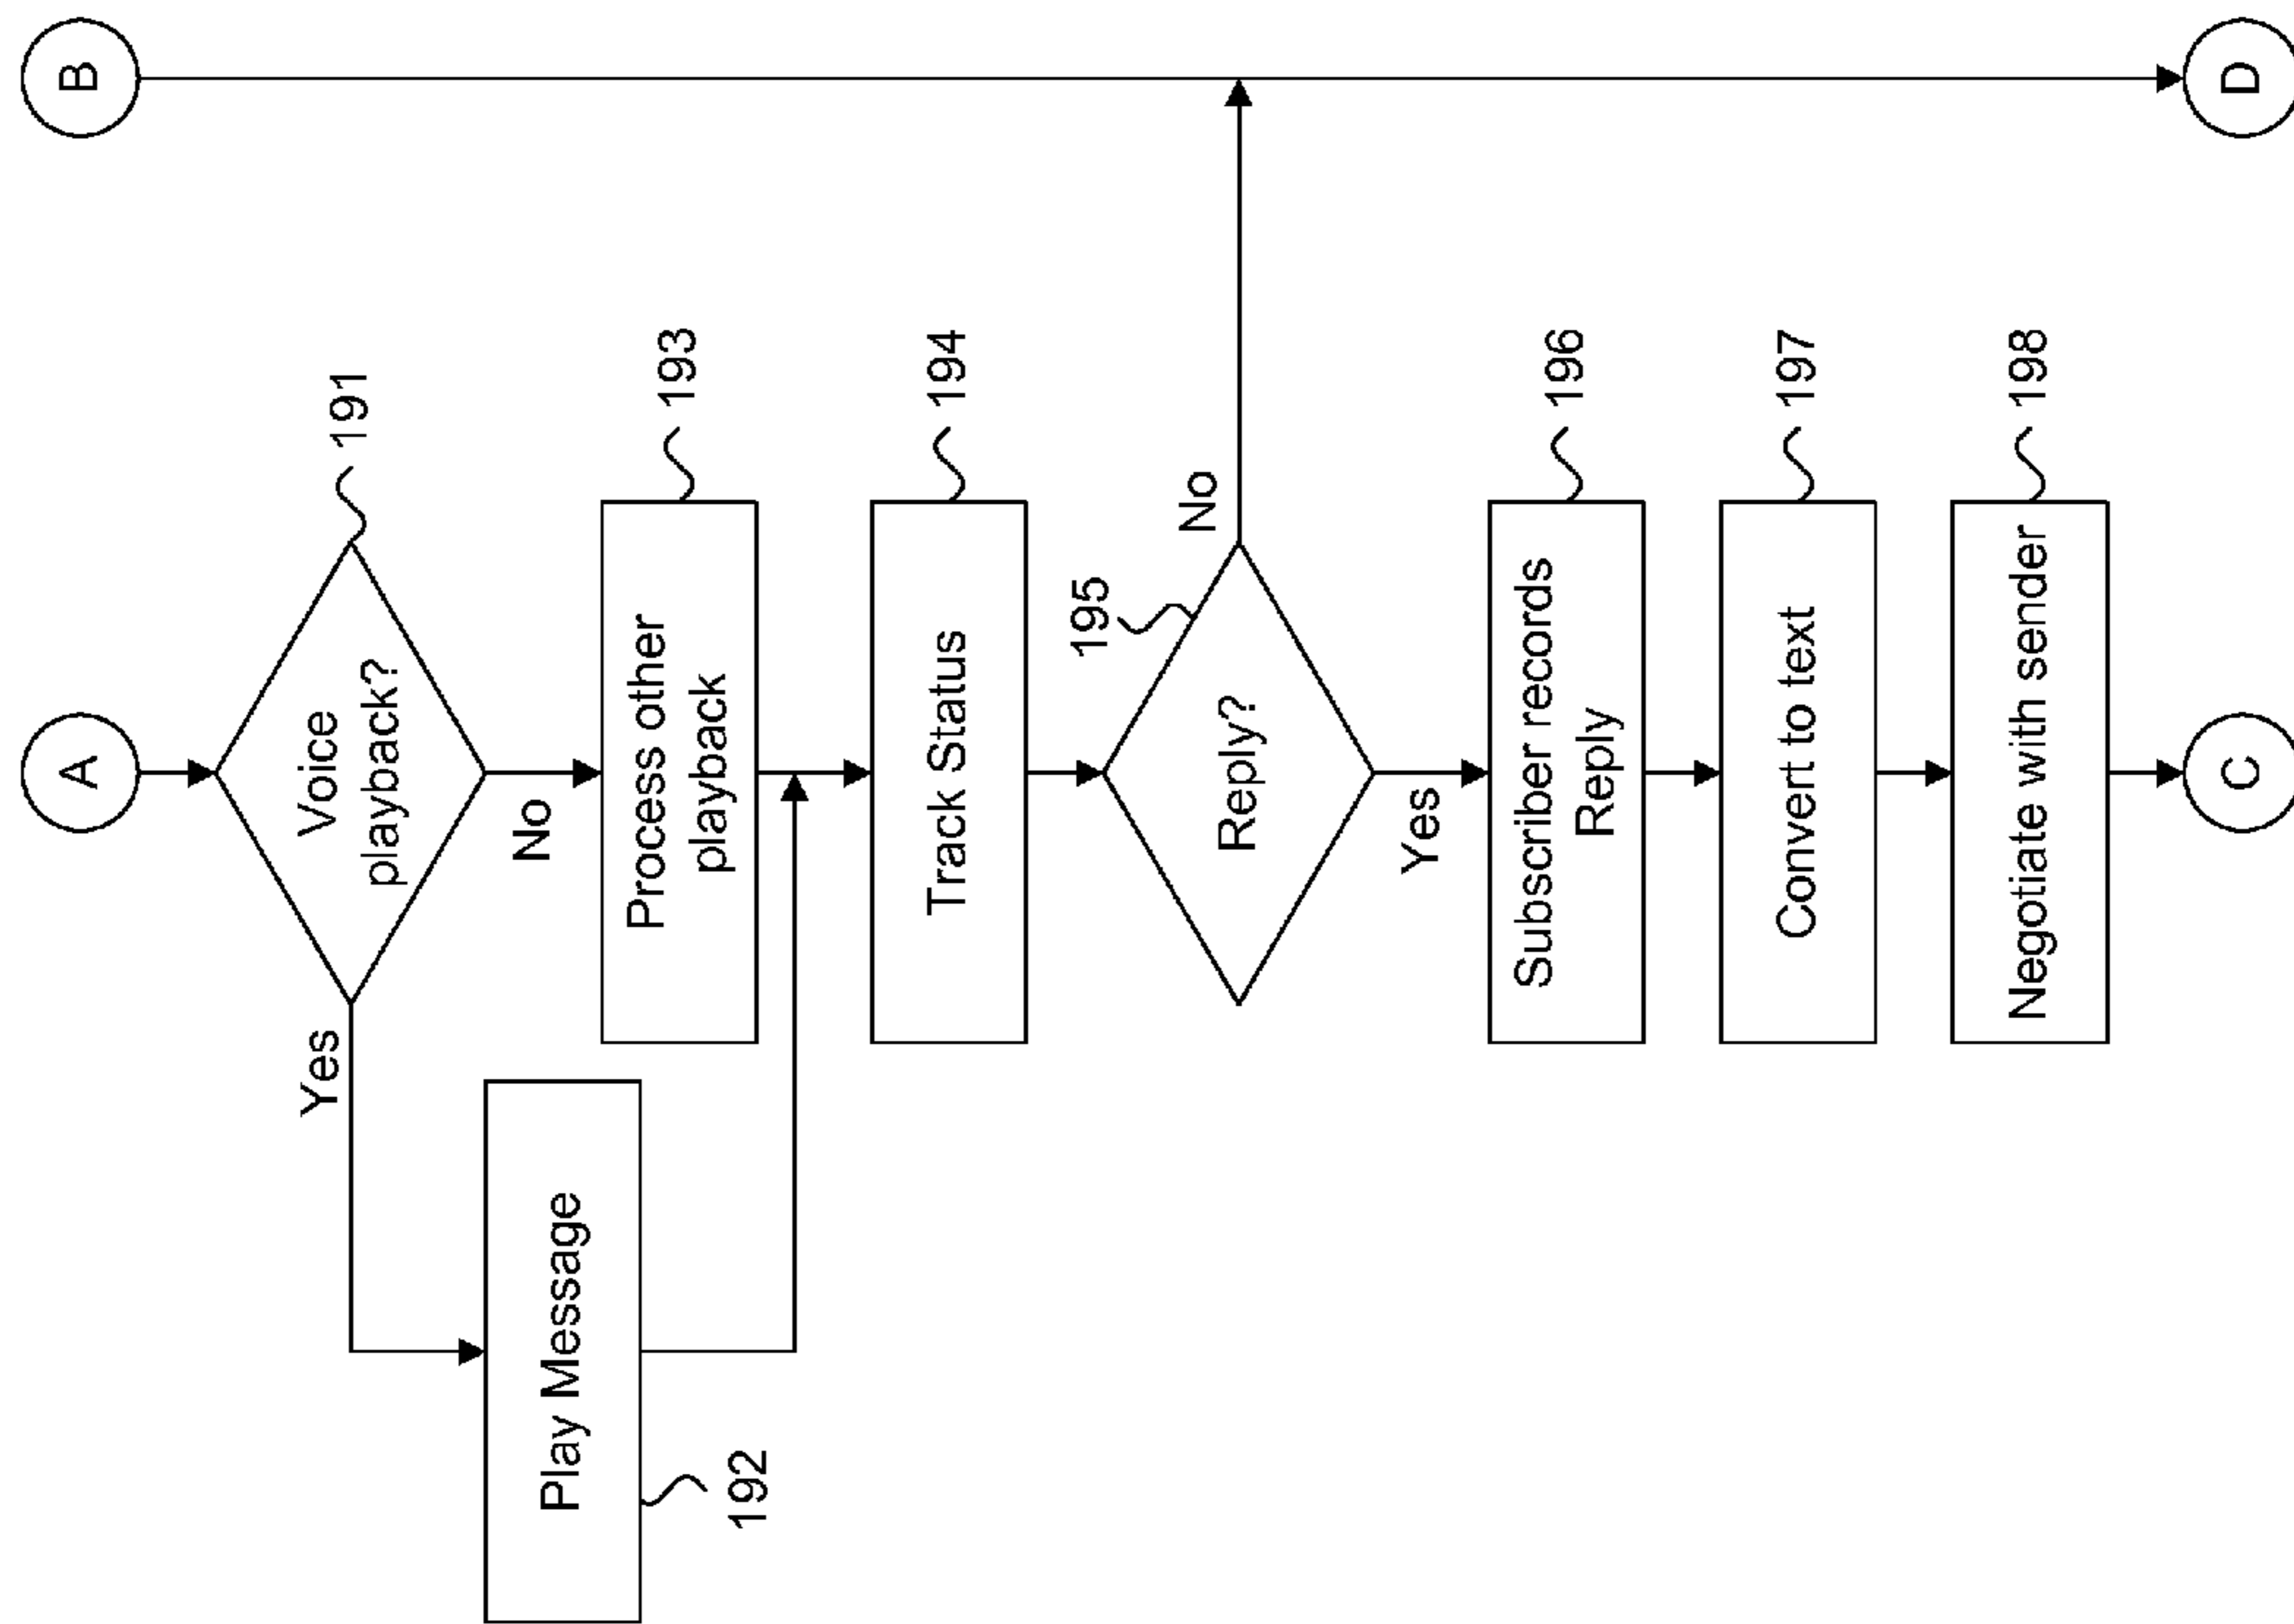 A
B
Voice
playback?
191
Yes
No
Play Message
192
Process other
playback
193
Track Status
194
Reply?
195
No
Yes
Subscriber records
Reply
196
Convert to text
197
Negotiate with sender
198
C
D